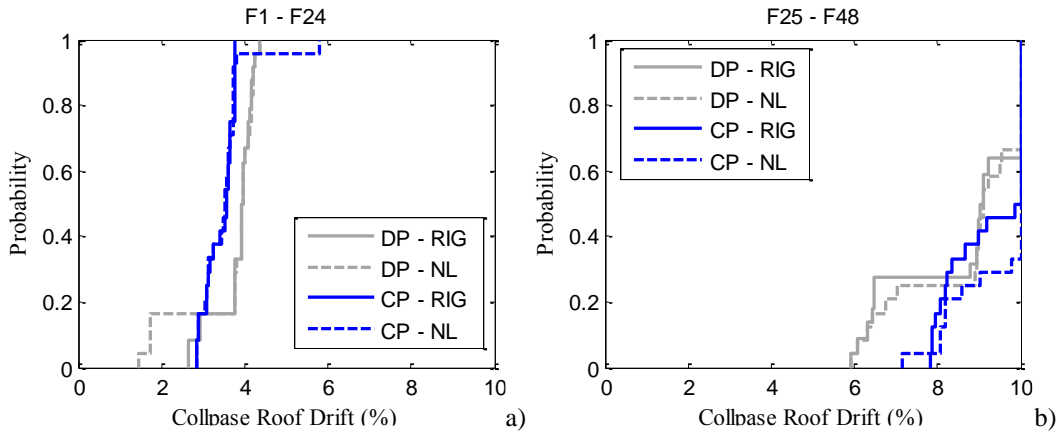 F1 - F24
1
0.8
0.6
0.4
0.2
0
Probability
DP - RIG
DP - NL
CP - RIG
CP - NL
0 2 4 6 8 10
Collbase Roof Drift (%)
a)
F25 - F48
1
0.8
0.6
0.4
0.2
0
Probability
DP - RIG
DP - NL
CP - RIG
CP - NL
0 2 4 6 8 10
Collbase Roof Drift (%)
b)